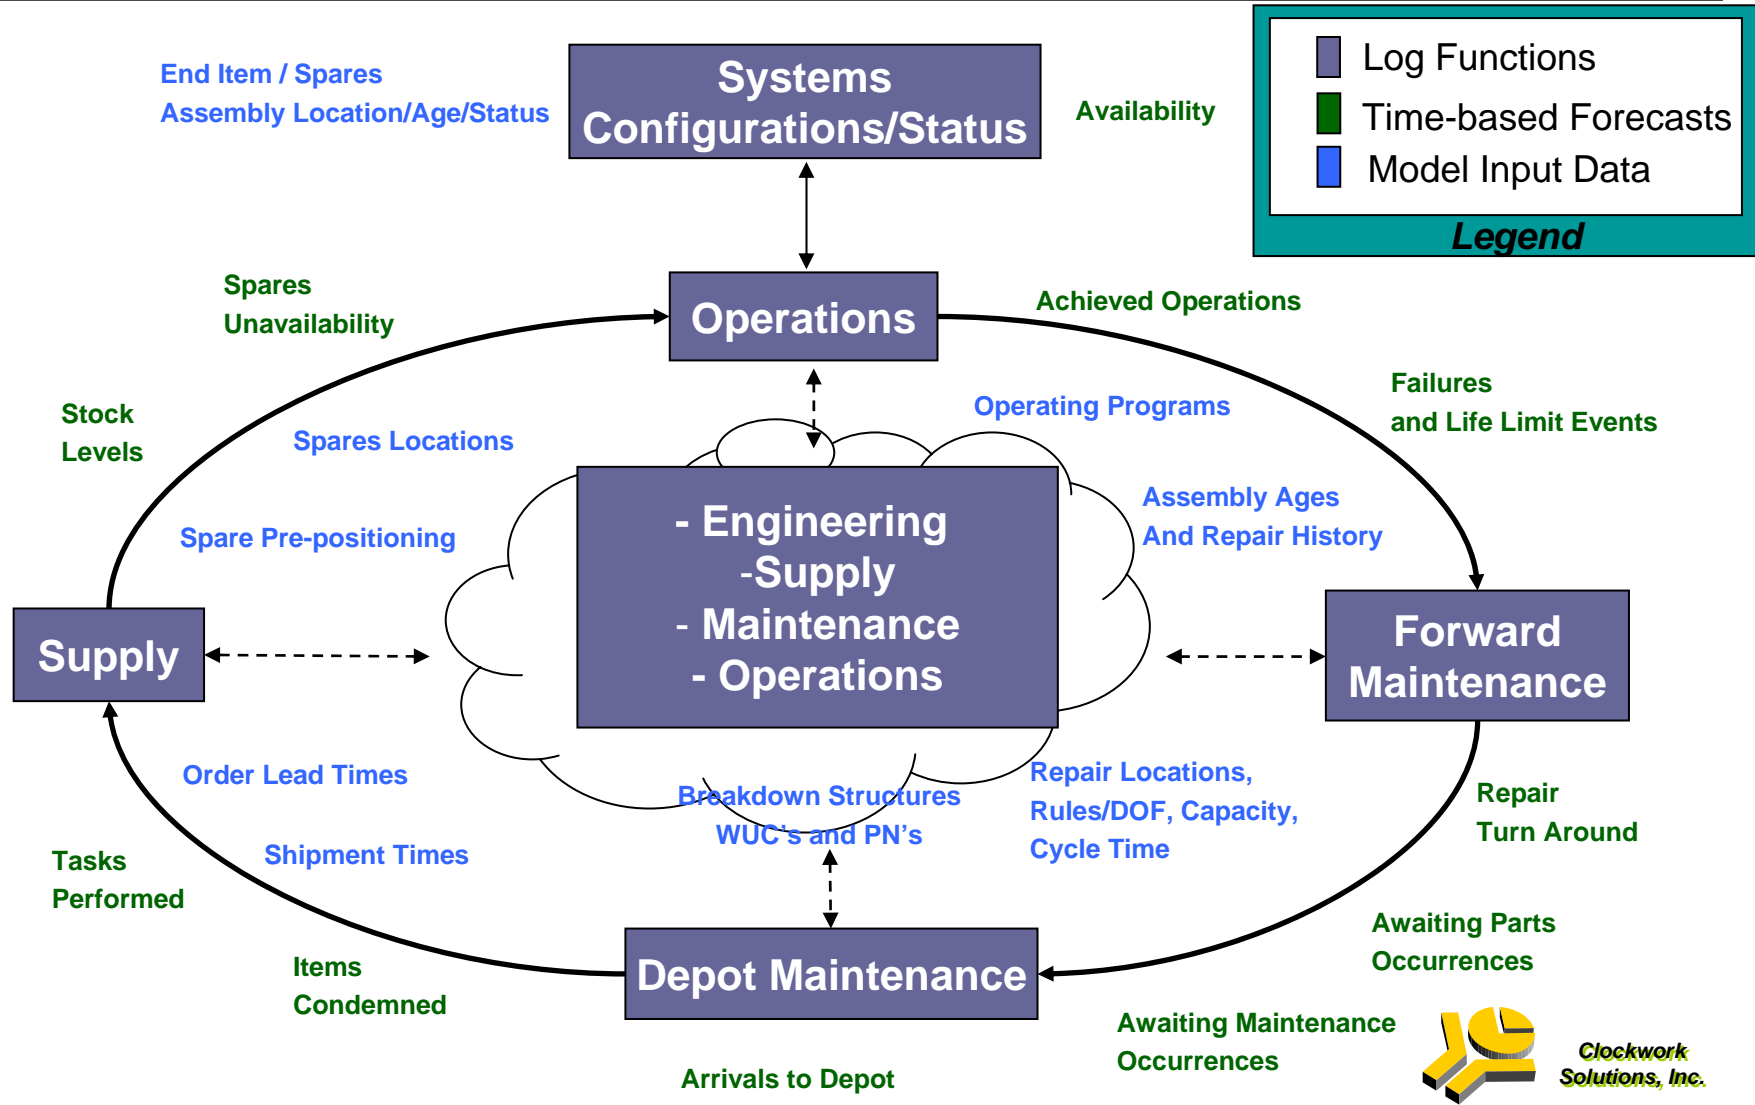 End Item / Spares
Assembly Location/Age/Status
Systems
Configurations/Status
Availability
Log Functions
Time-based Forecasts
Model Input Data
Legend
Spares
Unavailability
Operations
Achieved Operations
Stock
Levels
Spares Locations
Operating Programs
Failures
and Life Limit Events
Spare Pre-positioning
- Engineering
-Supply
- Maintenance
- Operations
Assembly Ages
And Repair History
Supply
Forward
Maintenance
Order Lead Times
Shipment Times
Breakdown Structures
WUC's and PN's
Repair Locations,
Rules/DOF, Capacity,
Cycle Time
Repair
Turn Around
Tasks
Performed
Items
Condemned
Depot Maintenance
Awaiting Parts
Occurrences
Awaiting Maintenance
Occurrences
Arrivals to Depot
Clockwork
Solutions, Inc.